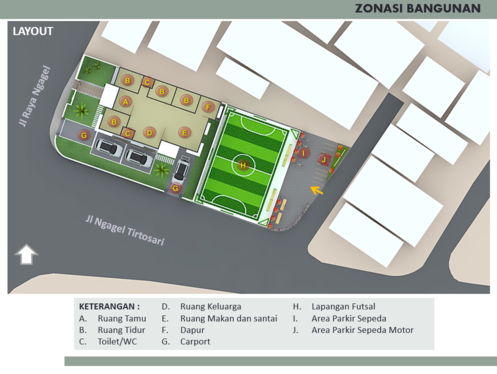 ZONASI BANGUNAN
LAYOUT
Jl Raya Ngagel
B
C
B
B
F
A
B
C
D
E
G
G
H
I
J
Jl Ngagel Tirtosari
KETERANGAN :
A. Ruang Tamu
B. Ruang Tidur
C. Toilet/WC
D. Ruang Keluarga
E. Ruang Makan dan santai
F. Dapur
G. Carport
H. Lapangan Futsal
I. Area Parkir Sepeda
J. Area Parkir Sepeda Motor